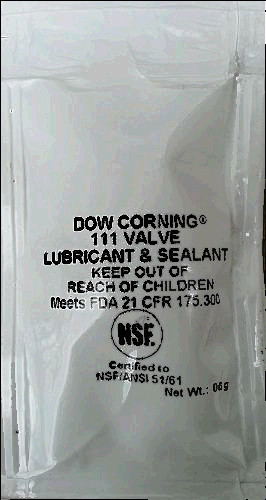 DOW CORNING®
111 VALVE
LUBRICANT & SEALANT
KEEP OUT OF
REACH OF CHILDREN
Meets FDA 21 CFR 175.300
NSF.
Certified to
NSF/ANSI 51/61
Net Wt.: 06g